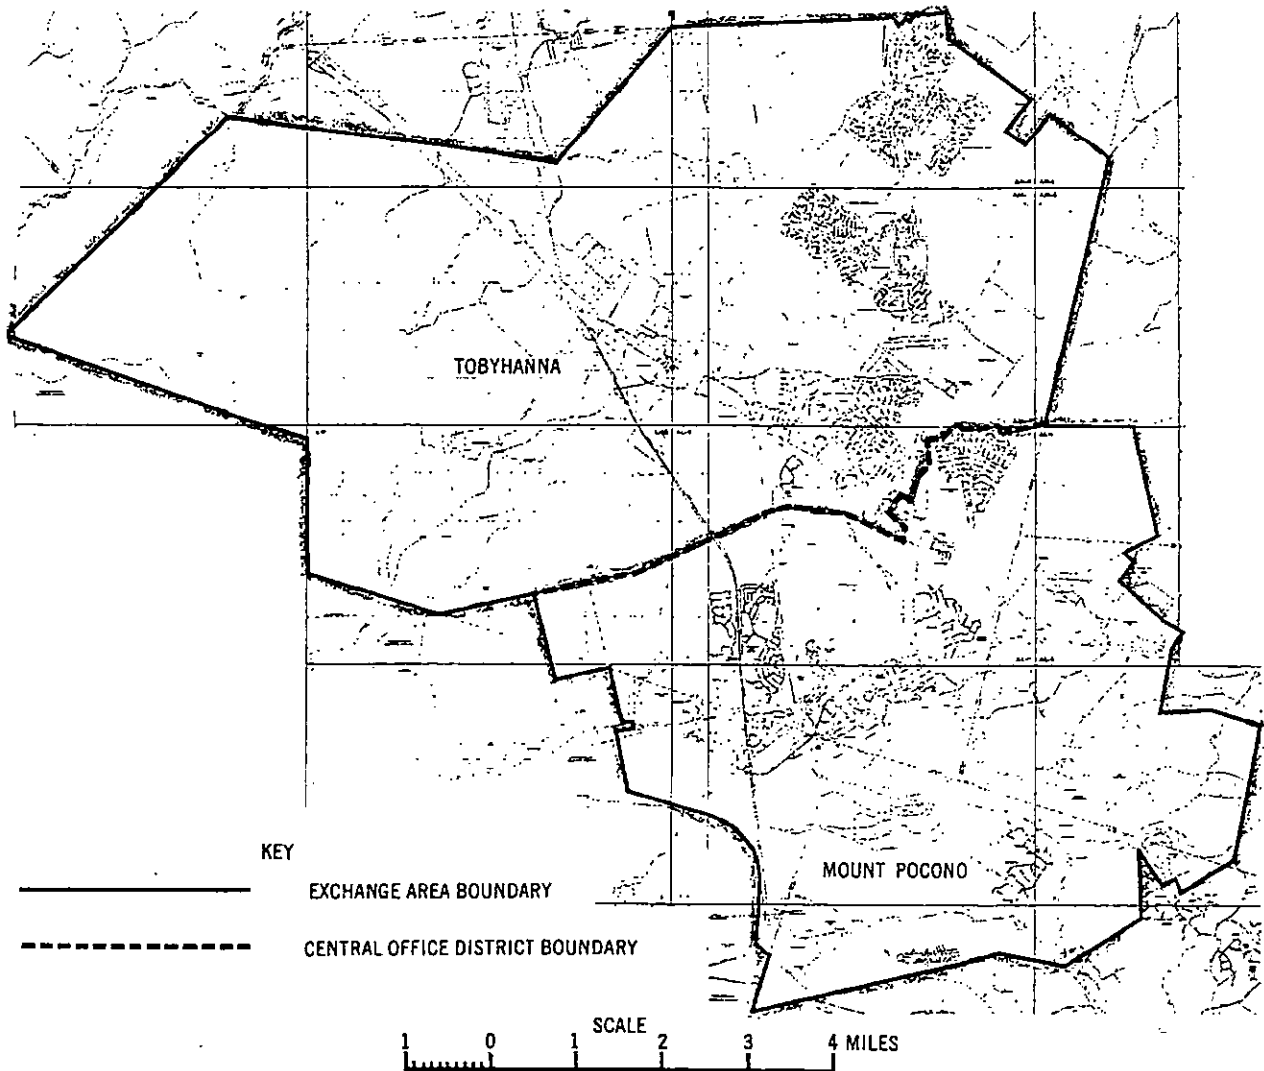 TOBYHANNA
MOUNT POCONO
KEY
EXCHANGE AREA BOUNDARY
CENTRAL OFFICE DISTRICT BOUNDARY
SCALE
1 0 1 2 3 4 MILES